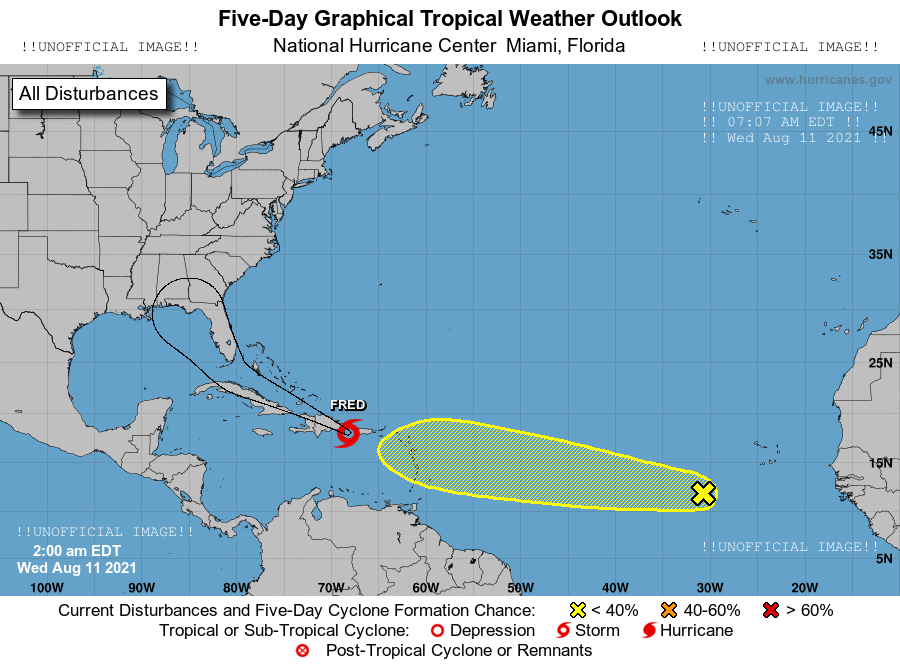 Five-Day Graphical Tropical Weather Outlook
!!UNOFFICIAL IMAGE!! National Hurricane Center Miami, Florida !!UNOFFICIAL IMAGE!!
www.hurricanes.gov
All Disturbances
!!UNOFFICIAL IMAGE!!
!! 07:07 AM EDT !!
!! Wed Aug 11 2021 !!
45N
35N
25N
FRED
15N
!!UNOFFICIAL IMAGE!!
2:00 am EDT
Wed Aug 11 2021
!!UNOFFICIAL IMAGE!!
5N
100W 90W 80W 70W 60W 50W 40W 30W 20W
Current Disturbances and Five-Day Cyclone Formation Chance: < 40% 40-60% > 60%
Tropical or Sub-Tropical Cyclone: Depression Storm Hurricane
Post-Tropical Cyclone or Remnants